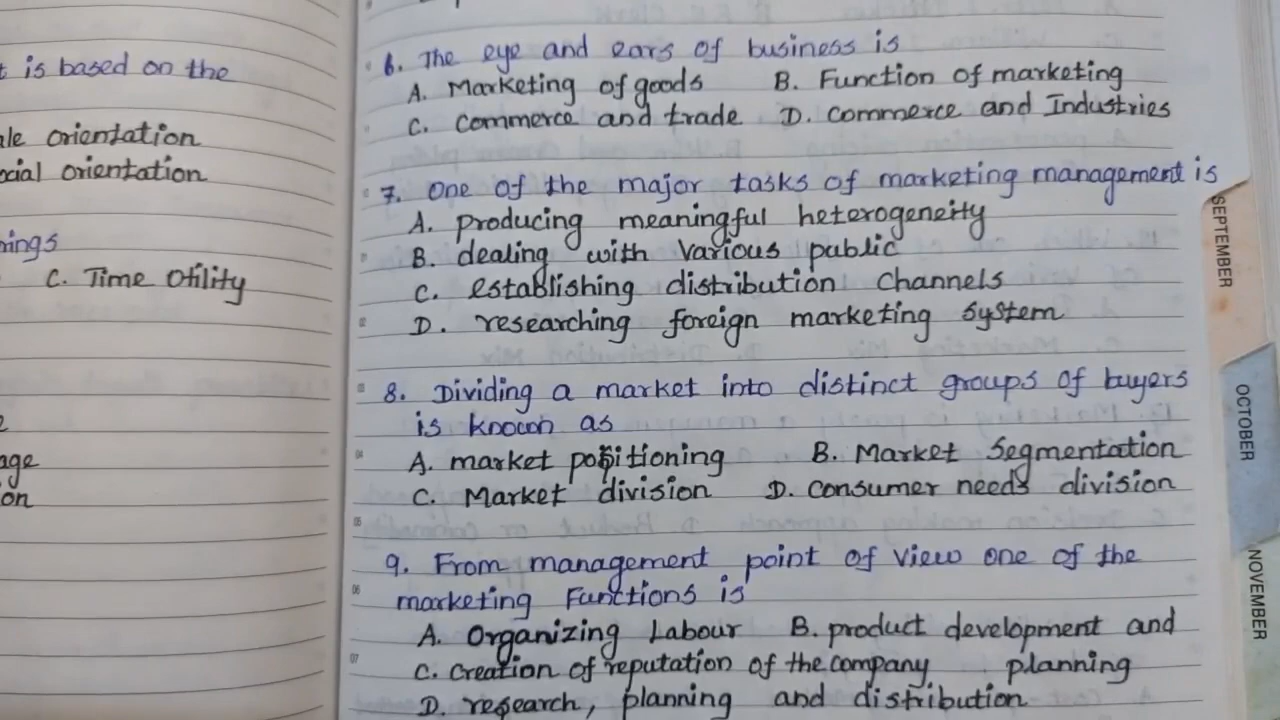 t is based on the
ale orientation
ocial orientation
nings
C. Time Otility
e
age
on
6. The eye and ears of business is
A. Marketing of goods B. Function of marketing
C. Commerce and trade D. Commerce and Industries
7. One of the major tasks of marketing management is
A. producing meaningful heterogeneity
B. dealing with various public
C. establishing distribution channels
D. researching foreign marketing system
8. Dividing a market into distinct groups of buyers
is known as
A. market positioning B. Market Segmentation
C. Market division D. Consumer needs division
9. From management point of view one of the
marketing Functions is
A. Organizing Labour B. product development and
C. Creation of reputation of the company planning
D. research, planning and distribution
SEPTEMBER
OCTOBER
NOVEMBER